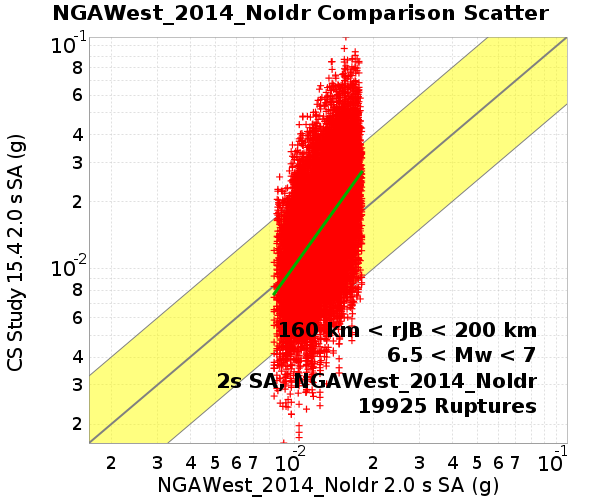 NGAWest_2014_NoIdr Comparison Scatter
CS Study 15.4 2.0 s SA (g)
10-1
8
6
4
3
2
10-2
8
6
4
3
2
160 km < rJB < 200 km
6.5 < Mw < 7
2s SA, NGAWest_2014_NoIdr
19925 Ruptures
2 3 4 5 6 7 10-2 2 3 4 5 6 7 10-1
NGAWest_2014_NoIdr 2.0 s SA (g)